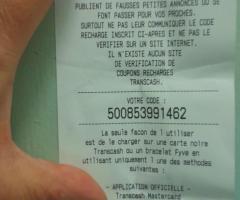 PUBLIENT DE FAUSSES PETITES ANNONCES OU SE
FONT PASSER POUR VOS PROCHES.
SURTOUT NE PAS LEUR COMMUNIQUER LE CODE
RECHARGE INSCRIT CI-APRES ET NE PAS LE
VERIFIER SUR UN SITE INTERNET.
IL N'EXISTE AUCUN SITE
DE VERIFICATION DE
COUPONS RECHARGES
TRANSCASH.
VOTRE CODE :
500853991462
La seule facon de l'utiliser
est de le charger sur une carte noire
Transcash ou un bracelet Fyve en
utilisant uniquement l'une des methodes
suivantes :
- APPLICATION OFFICIELLE -
Transcash Mastercard